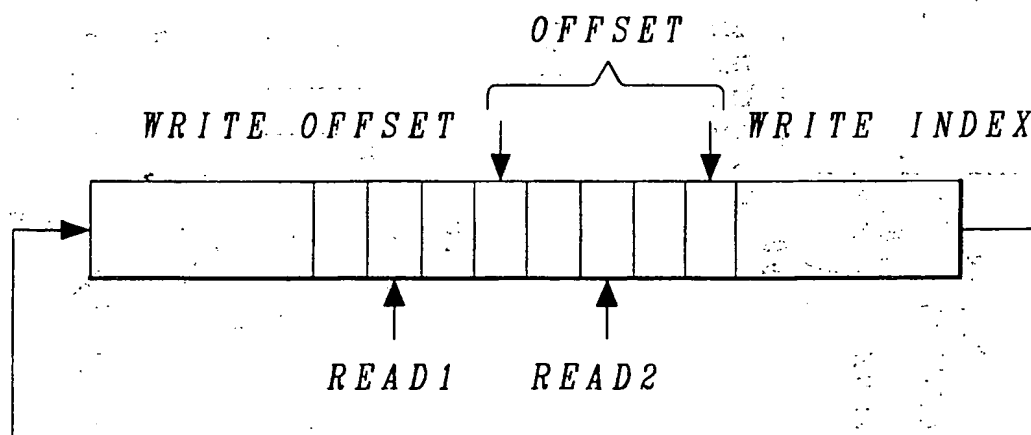 OFFSET
WRITE OFFSET WRITE INDEX
READ1 READ2